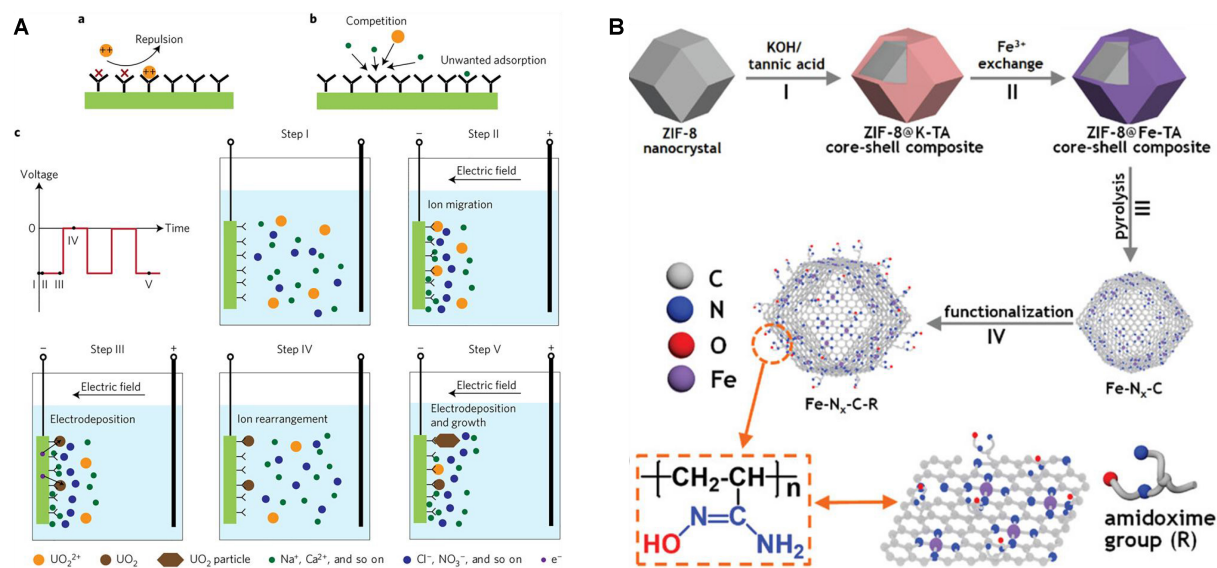 A
a
Repulsion
++
++
b
Competition
++
Unwanted adsorption
c
Voltage
0
Time
I
II
III
IV
V
Step I
Step II
−
+
Electric field
Ion migration
Step III
−
+
Electric field
Electrodeposition
Step IV
Ion rearrangement
Step V
−
+
Electric field
Electrodeposition
and growth
UO₂²⁺
UO₂
UO₂ particle
Na⁺, Ca²⁺, and so on
Cl⁻, NO₃⁻, and so on
e⁻
B
ZIF-8
nanocrystal
KOH/
tannic acid
I
ZIF-8@K-TA
core-shell composite
Fe³⁺
exchange
II
ZIF-8@Fe-TA
core-shell composite
pyrolysis
III
C
N
O
Fe
Fe-Nₓ-C-R
functionalization
IV
Fe-Nₓ-C
CH₂-CH
n
HO
N
C
NH₂
amidoxime
group (R)